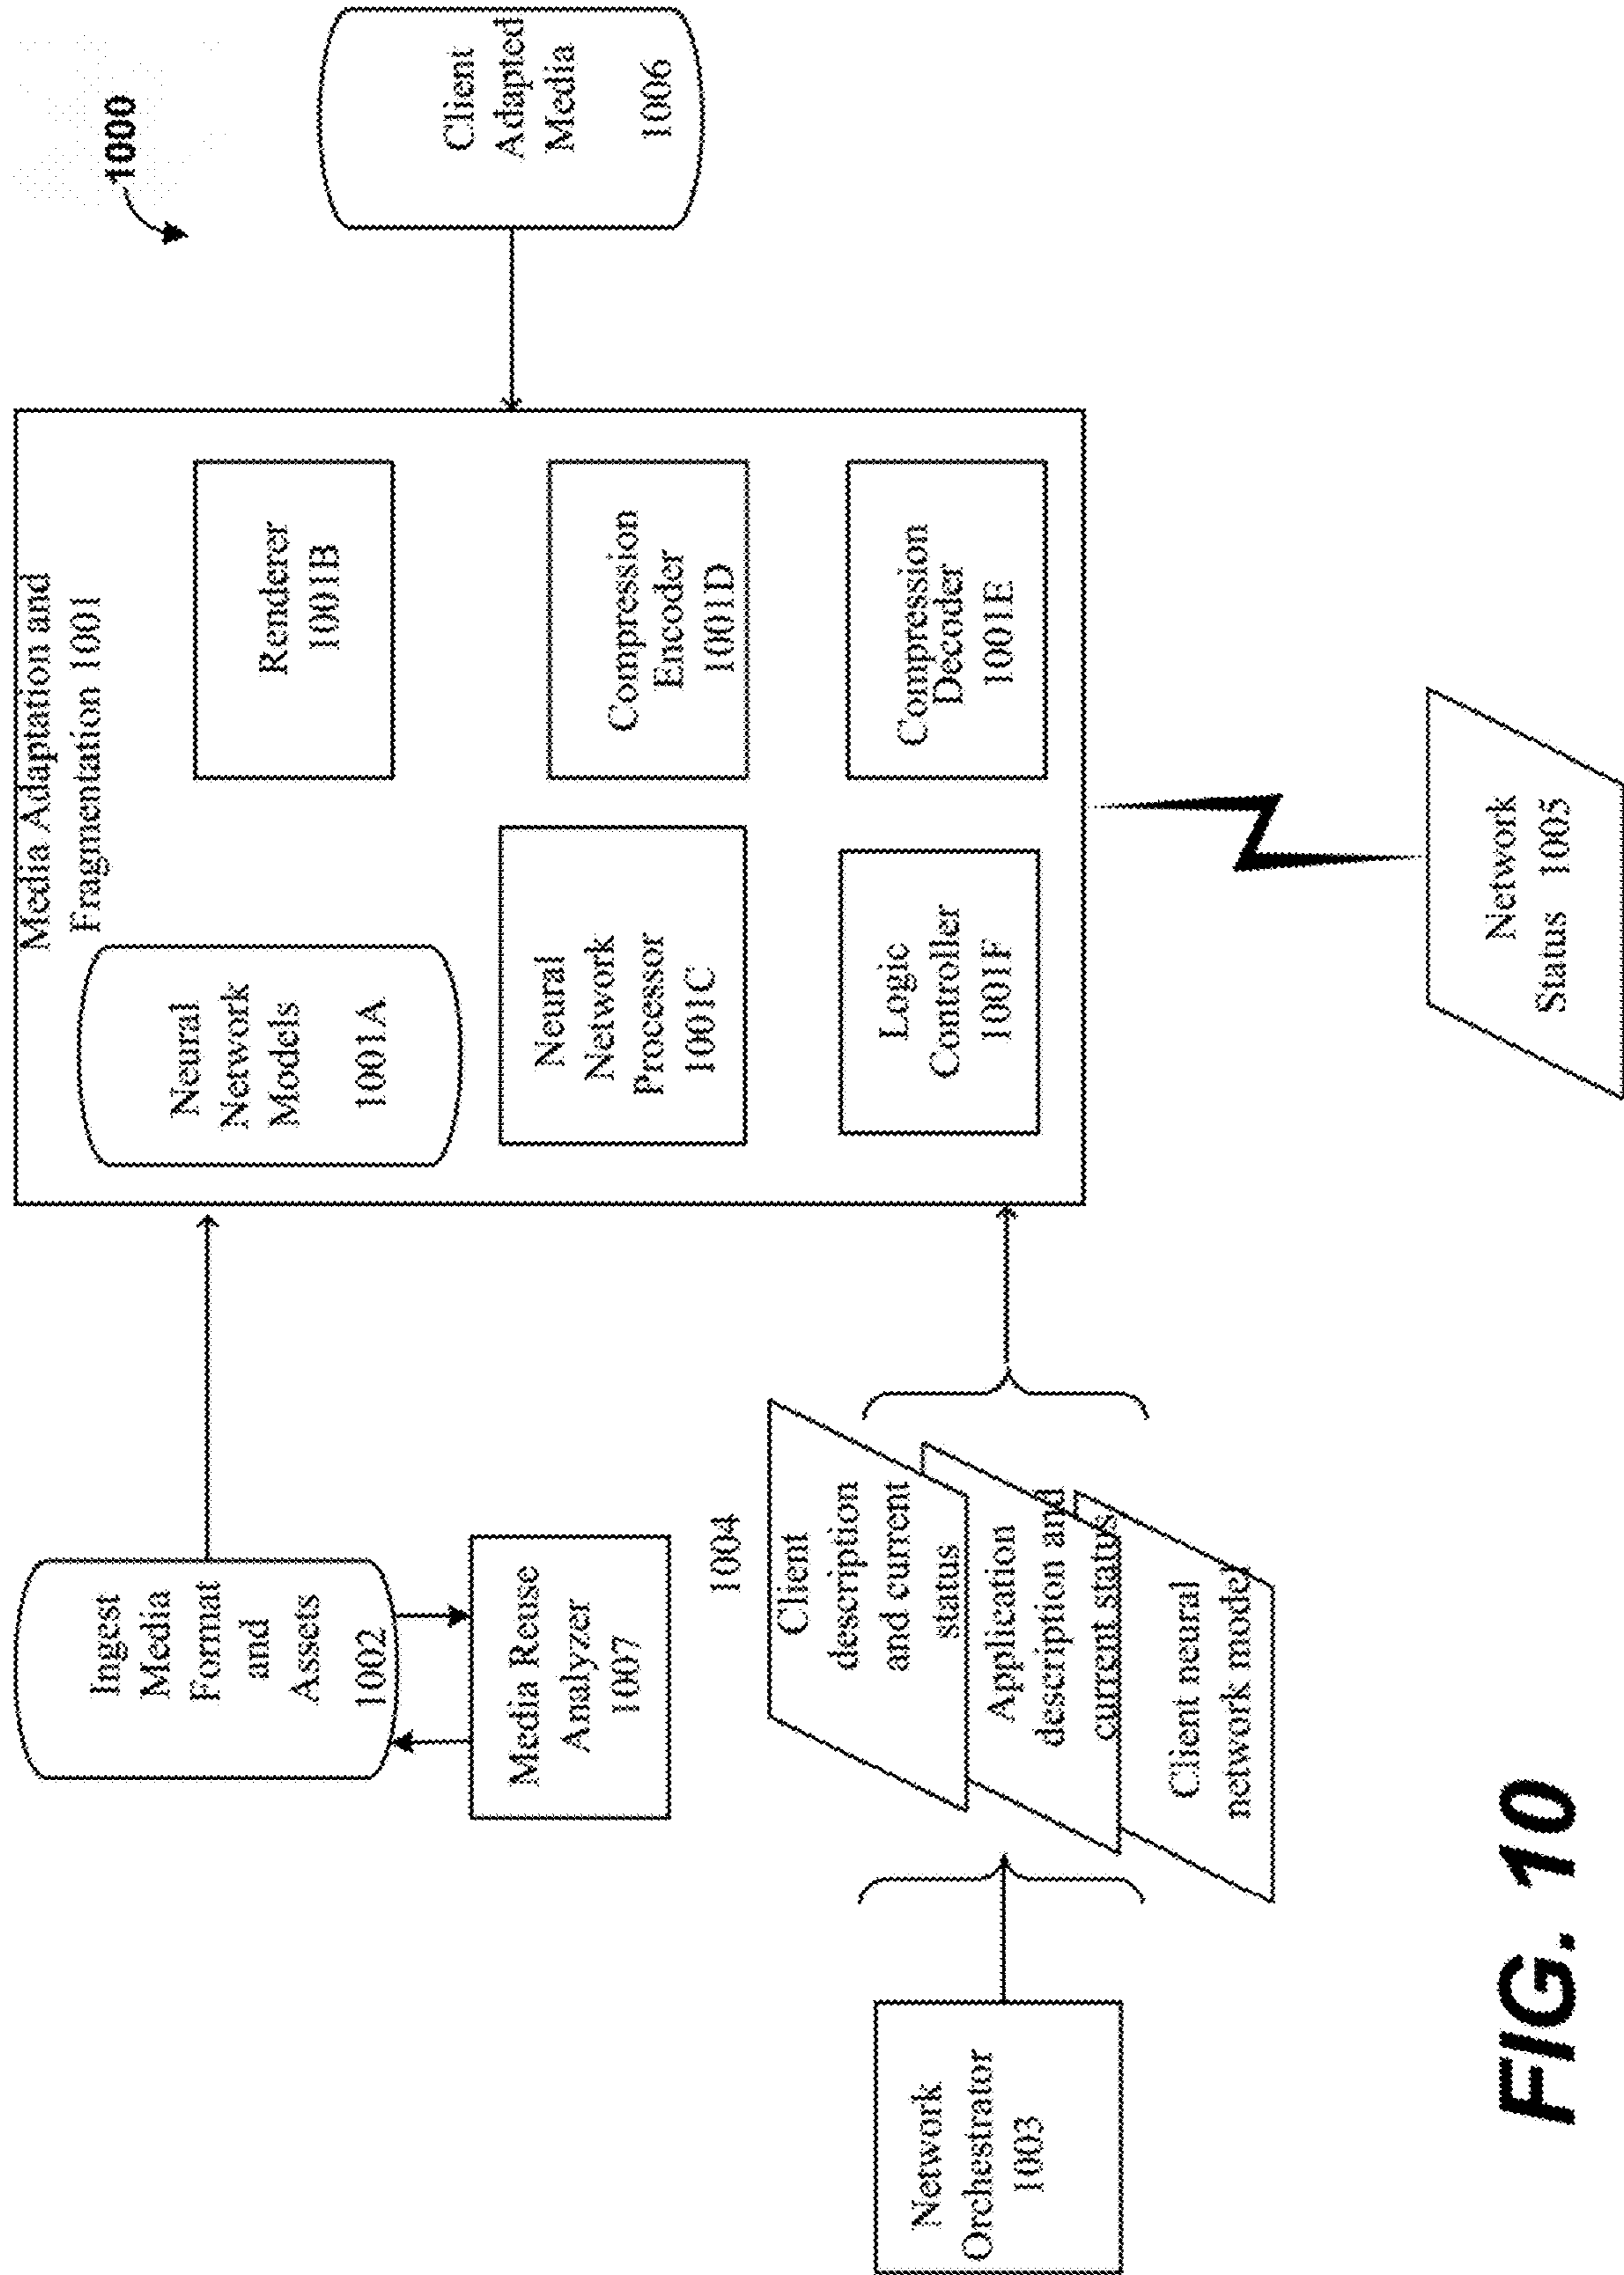 1000
Ingest
Media
Format
and
Assets
1002
Media Adaptation and
Fragmentation 1001
Neural
Network
Models
1001A
Renderer
1001B
Client
Adapted
Media
1006
Media Reuse
Analyzer
1007
Neural
Network
Processor
1001C
Compression
Encoder
1001D
Logic
Controller
1001F
Compression
Decoder
1001E
1004
Client
description
and current
status
Application
description and
current status
Client neural
network model
Network
Orchestrator
1003
Network
Status 1005
FIG. 10